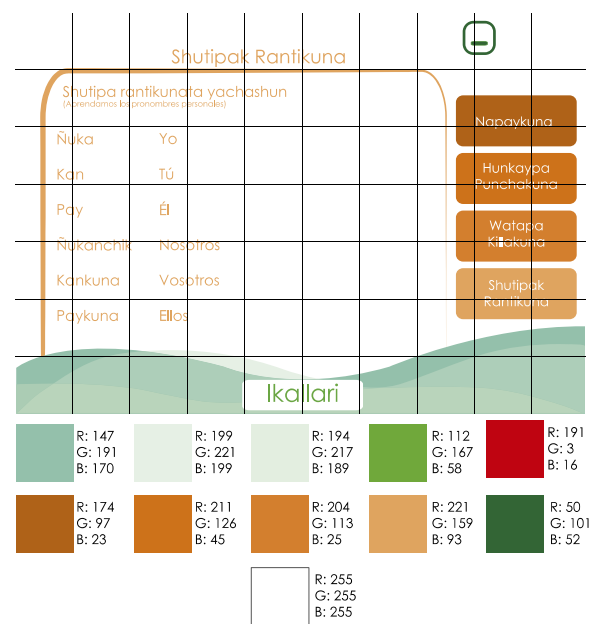 Shutipak Rantikuna
Shutipa rantikunata yachashun
(Aprendamos los pronombres personales)
Ñuka Yo
Kan Tú
Pay Él
Ñukanchik Nosotros
Kankuna Vosotros
Paykuna Ellos
Napaykuna
Hunkaypa
Punchakuna
Watapa
Killakuna
Shutipak
Rantikuna
Ikallari
R: 147
G: 191
B: 170
R: 199
G: 221
B: 199
R: 194
G: 217
B: 189
R: 112
G: 167
B: 58
R: 191
G: 3
B: 16
R: 174
G: 97
B: 23
R: 211
G: 126
B: 45
R: 204
G: 113
B: 25
R: 221
G: 159
B: 93
R: 50
G: 101
B: 52
R: 255
G: 255
B: 255